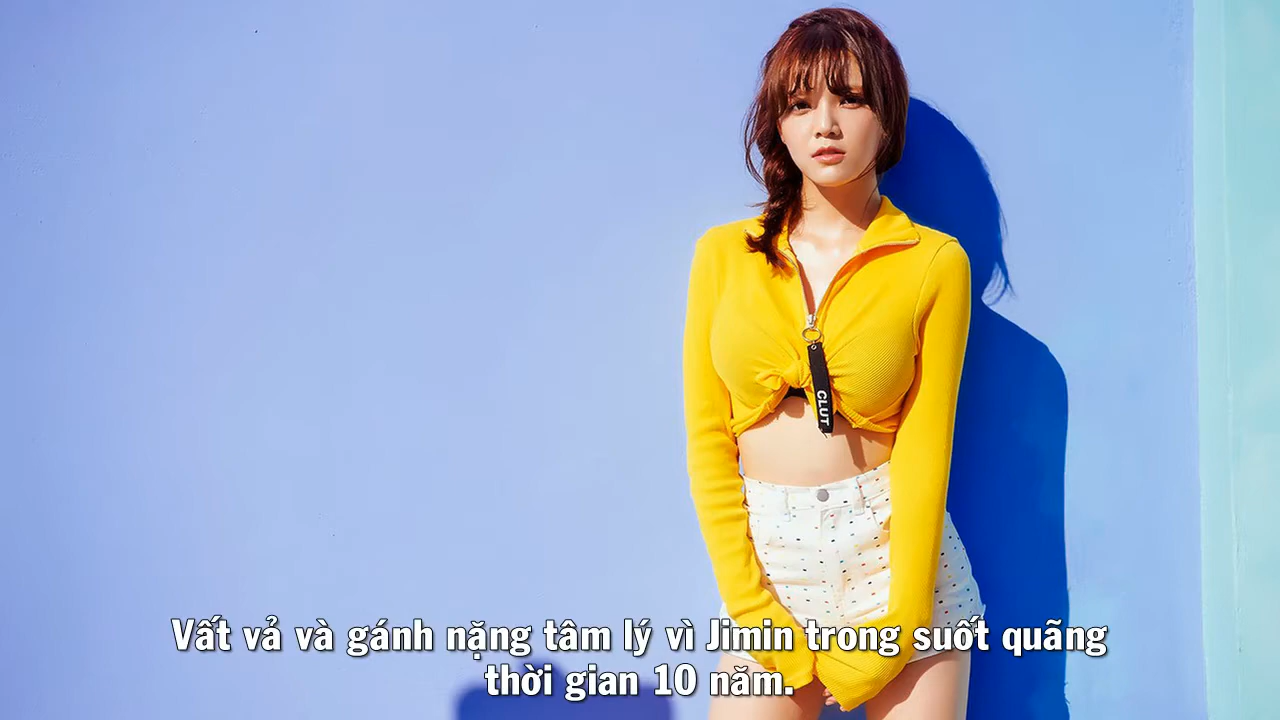 CLUT
Vất vả và gánh nặng tâm lý vì Jimin trong suốt quãng
thời gian 10 năm.